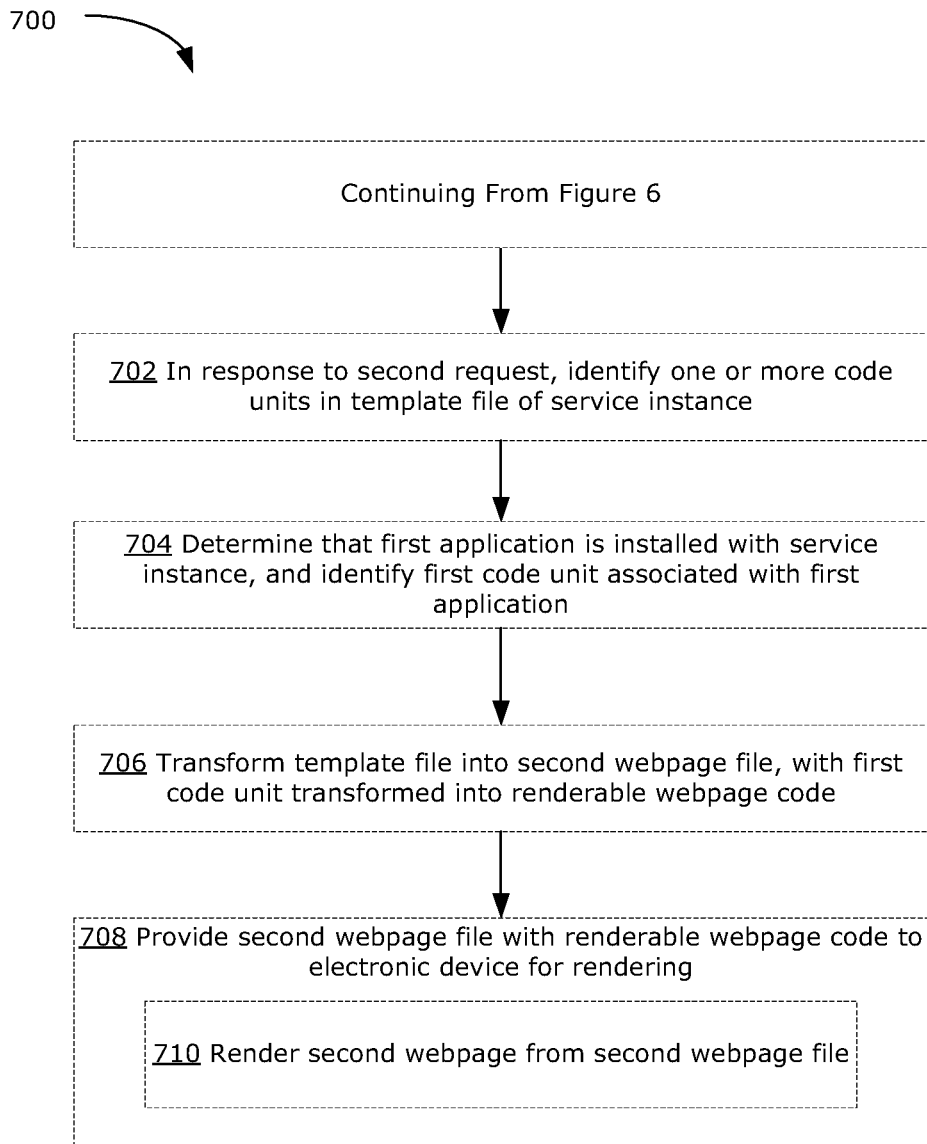 700
Continuing From Figure 6
702 In response to second request, identify one or more code
units in template file of service instance
704 Determine that first application is installed with service
instance, and identify first code unit associated with first
application
706 Transform template file into second webpage file, with first
code unit transformed into renderable webpage code
708 Provide second webpage file with renderable webpage code to
electronic device for rendering
710 Render second webpage from second webpage file